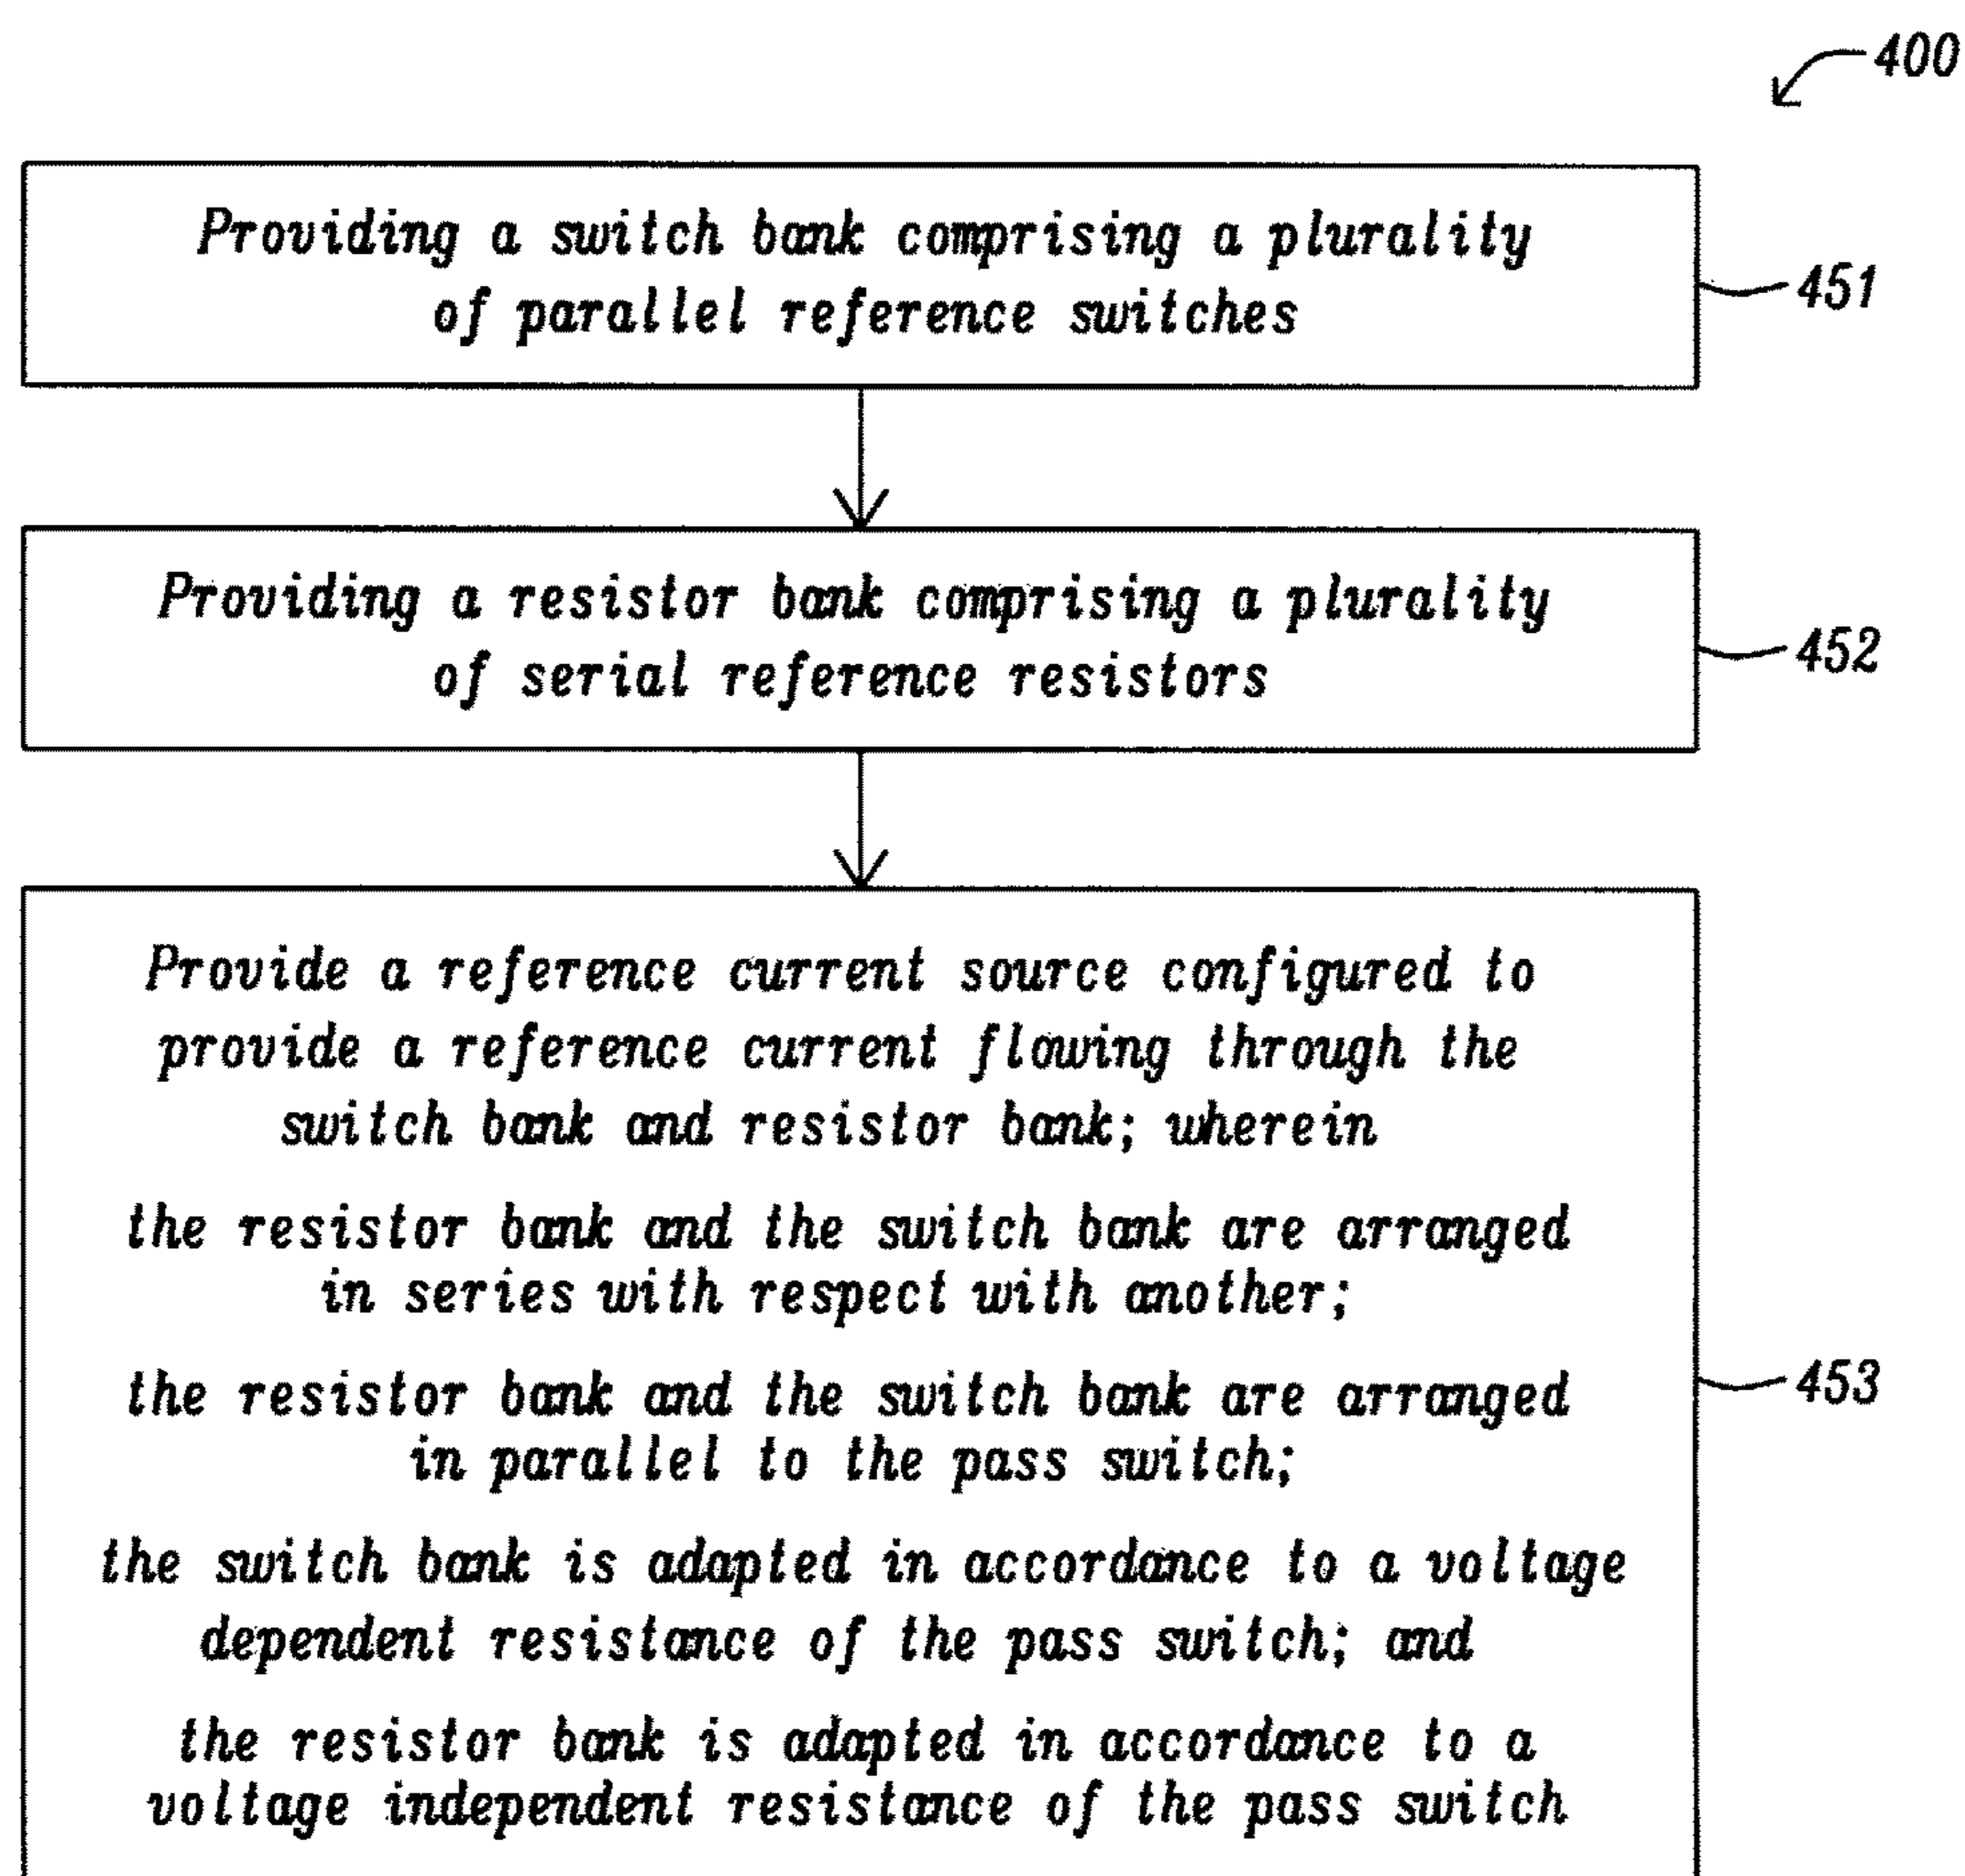 400
Providing a switch bank comprising a plurality
of parallel reference switches
451
Providing a resistor bank comprising a plurality
of serial reference resistors
452
Provide a reference current source configured to
provide a reference current flowing through the
switch bank and resistor bank; wherein
the resistor bank and the switch bank are arranged
in series with respect with another;
the resistor bank and the switch bank are arranged
in parallel to the pass switch;
453
the switch bank is adapted in accordance to a voltage
dependent resistance of the pass switch; and
the resistor bank is adapted in accordance to a
voltage independent resistance of the pass switch